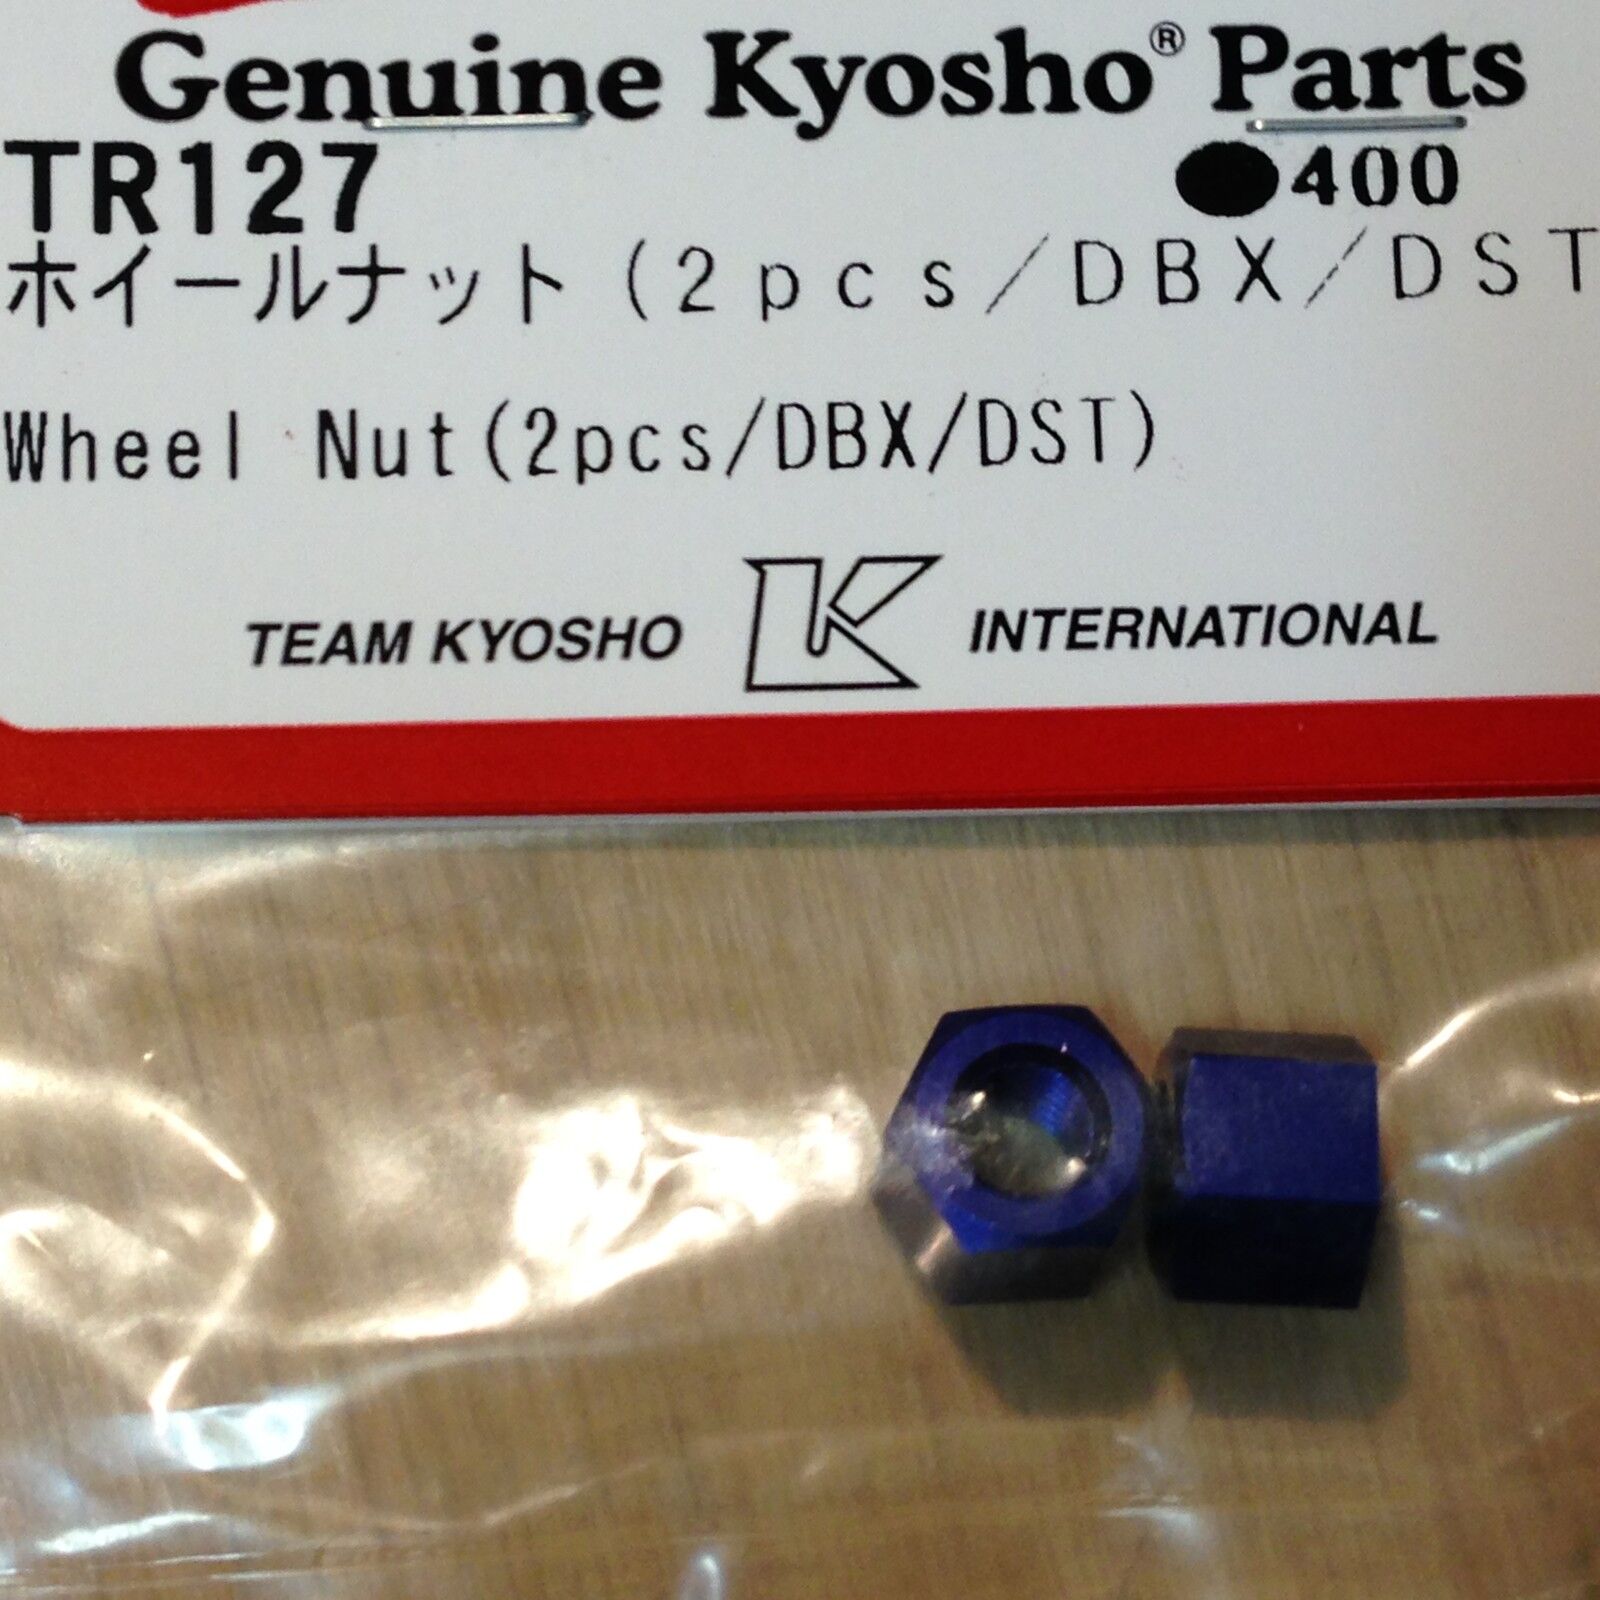 Genuine Kyosho® Parts
TR127 ●400
ホイールナット(2pcs/DBX/DST
Wheel Nut(2pcs/DBX/DST)
TEAM KYOSHO K INTERNATIONAL